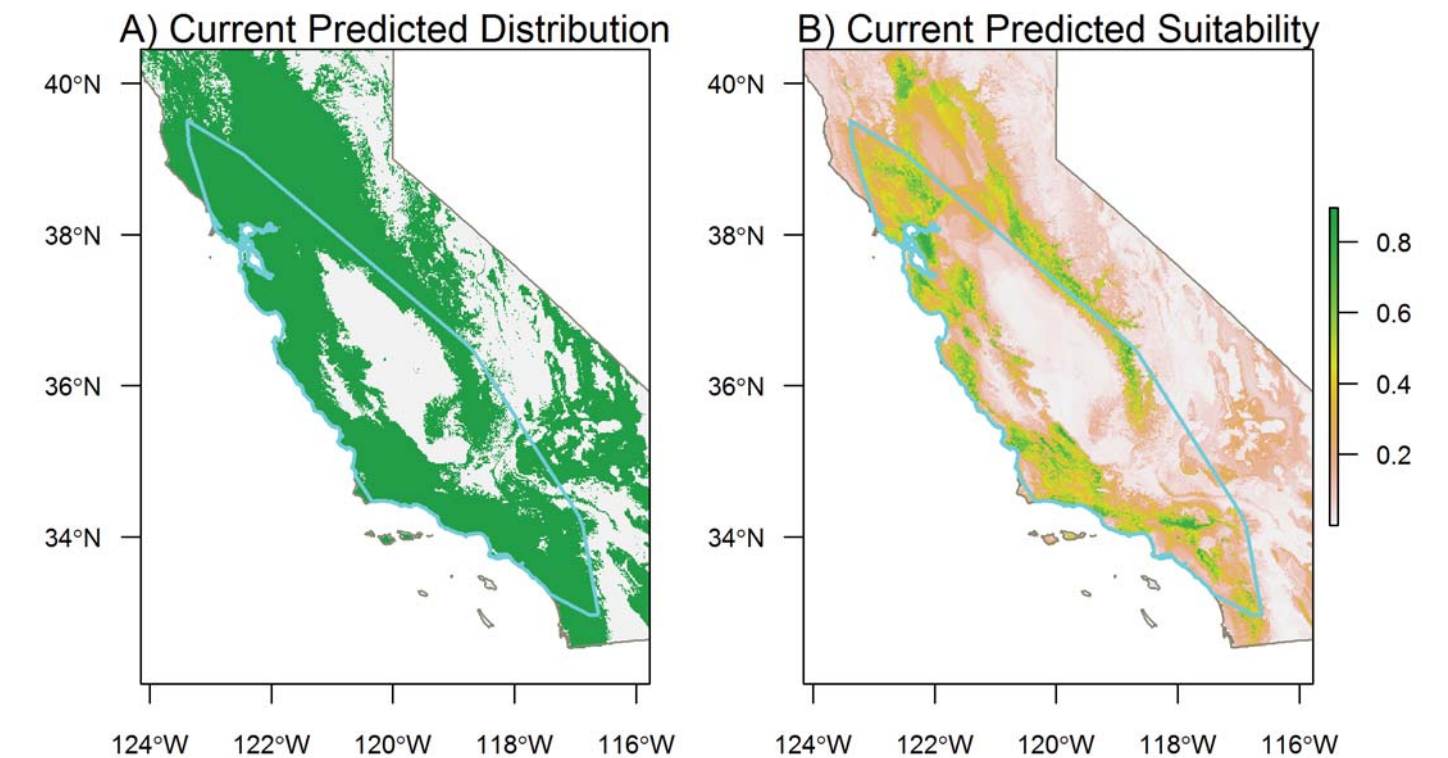 A) Current Predicted Distribution
B) Current Predicted Suitability
40°N
38°N
36°N
34°N
124°W 122°W 120°W 118°W 116°W
40°N
38°N
36°N
34°N
124°W 122°W 120°W 118°W 116°W
0.8
0.6
0.4
0.2